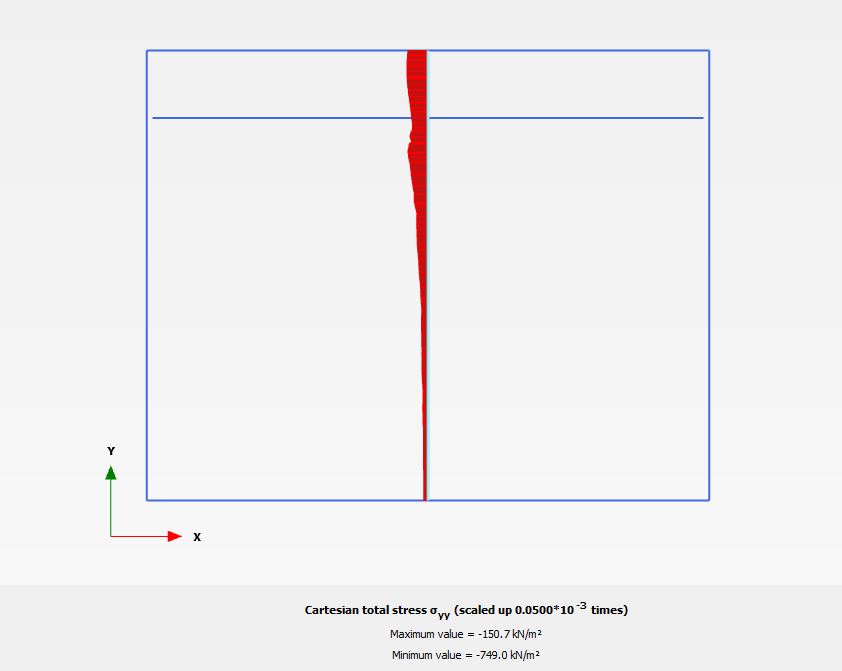 Y
X
Cartesian total stress σyy (scaled up 0.0500*10-3 times)
Maximum value = -150.7 kN/m²
Minimum value = -749.0 kN/m²